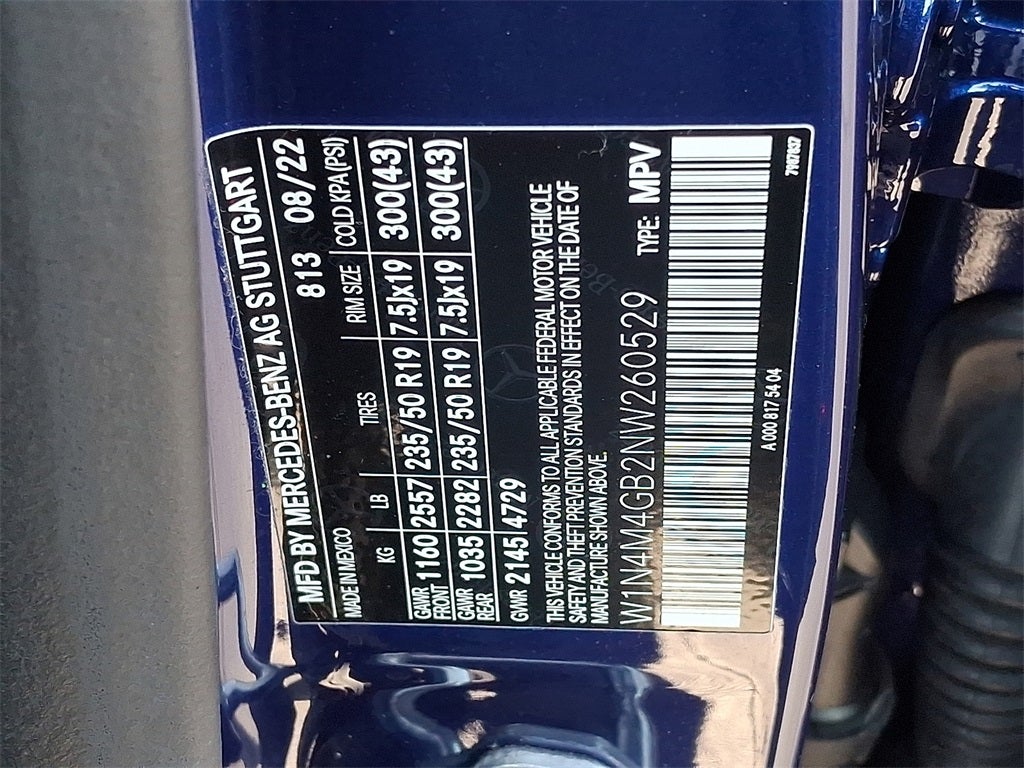 MFD BY MERCEDES-BENZ AG STUTTGART
MADE IN MEXICO 813 08/22
KG LB TIRES RIM SIZE COLD KPA(PSI)
GAWR FRONT 1160 2557 235/50 R19 7.5Jx19 300(43)
GAWR REAR 1035 2282 235/50 R19 7.5Jx19 300(43)
GVWR 2145 4729
THIS VEHICLE CONFORMS TO ALL APPLICABLE FEDERAL MOTOR VEHICLE
SAFETY AND THEFT PREVENTION STANDARDS IN EFFECT ON THE DATE OF
MANUFACTURE SHOWN ABOVE.
W1N4M4GB2NW260529 TYPE: MPV
A 000 817 54 04
7987837